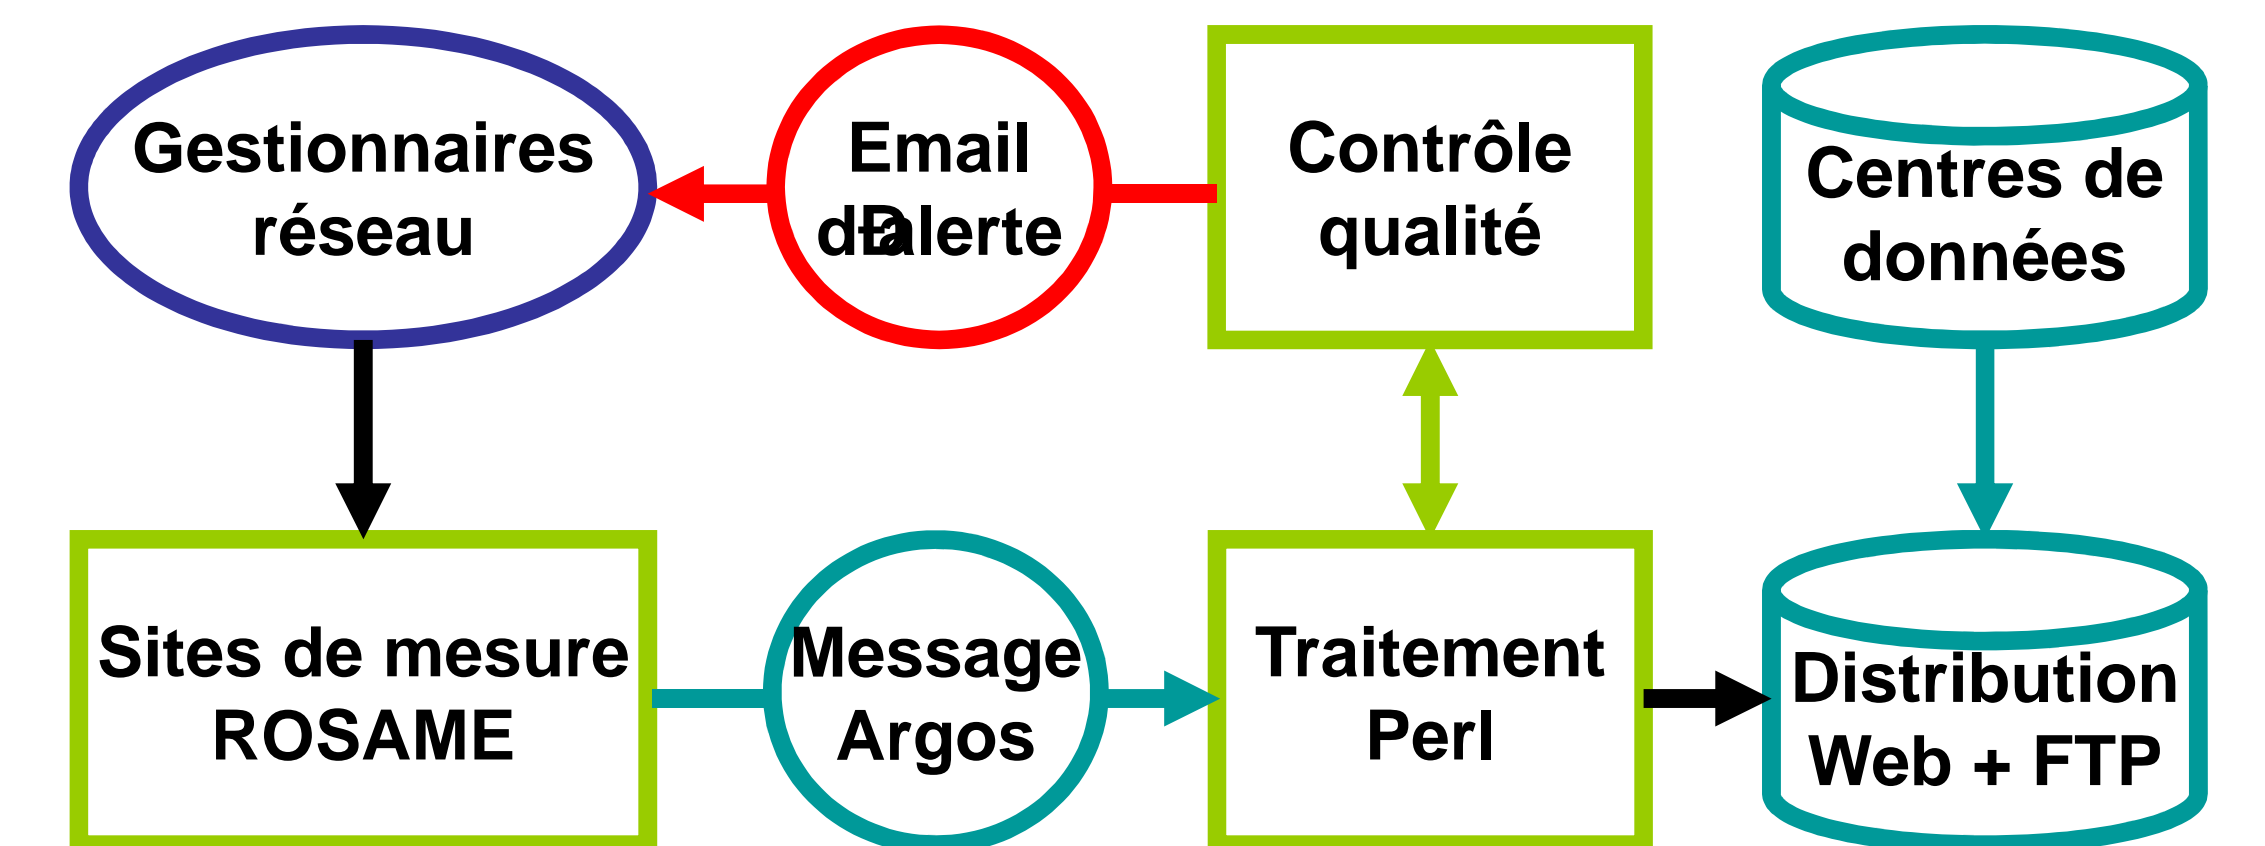 Gestionnaires
réseau
Email
d'alerte
Contrôle
qualité
Centres de
données
Sites de mesure
ROSAME
Message
Argos
Traitement
Perl
Distribution
Web + FTP